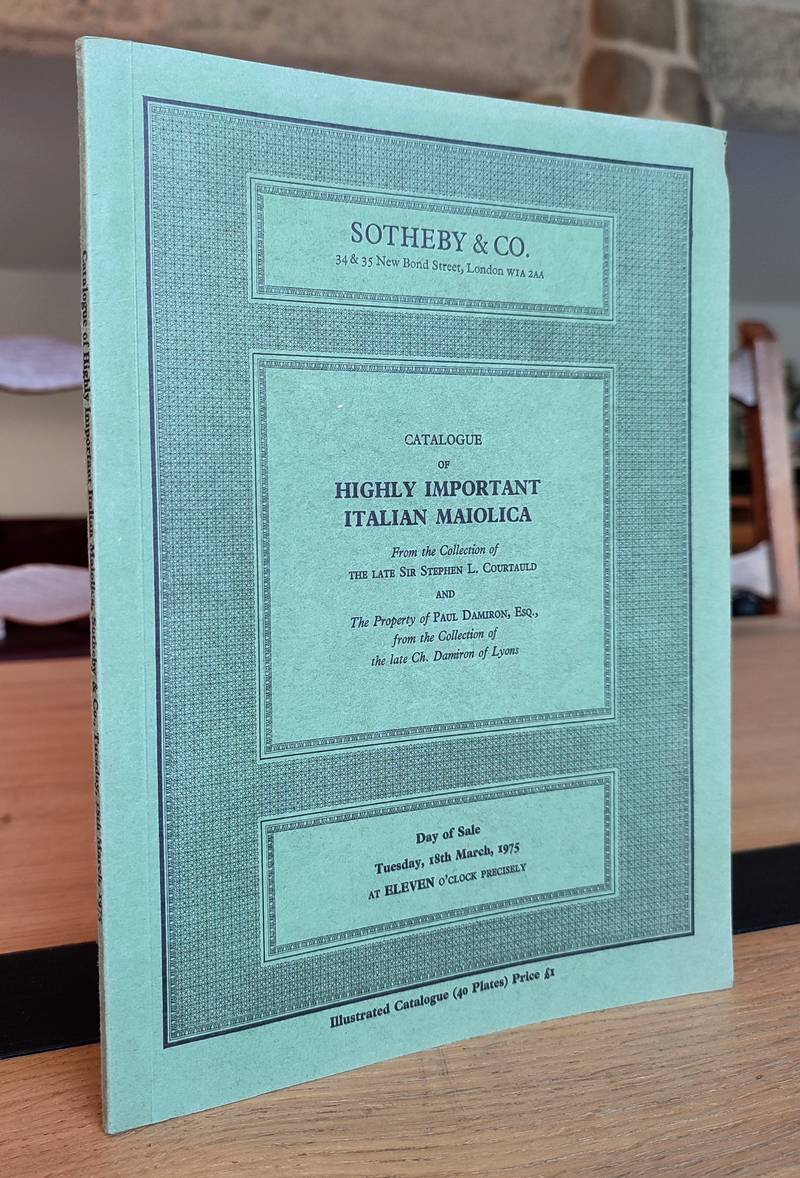 SOTHEBY & CO.
34 & 35 New Bond Street, London W1A 2AA
CATALOGUE
OF
HIGHLY IMPORTANT
ITALIAN MAIOLICA
From the Collection of
THE LATE SIR STEPHEN L. COURTAULD
AND
The Property of PAUL DAMIRON, ESQ.,
from the Collection of
the late Ch. Damiron of Lyons
Day of Sale
Tuesday, 18th March, 1975
AT ELEVEN O'CLOCK PRECISELY
Illustrated Catalogue (40 Plates) Price £1
Catalogue of Highly Important Italian Maiolica, Sotheby & Co. Tuesday 18th March, 1975